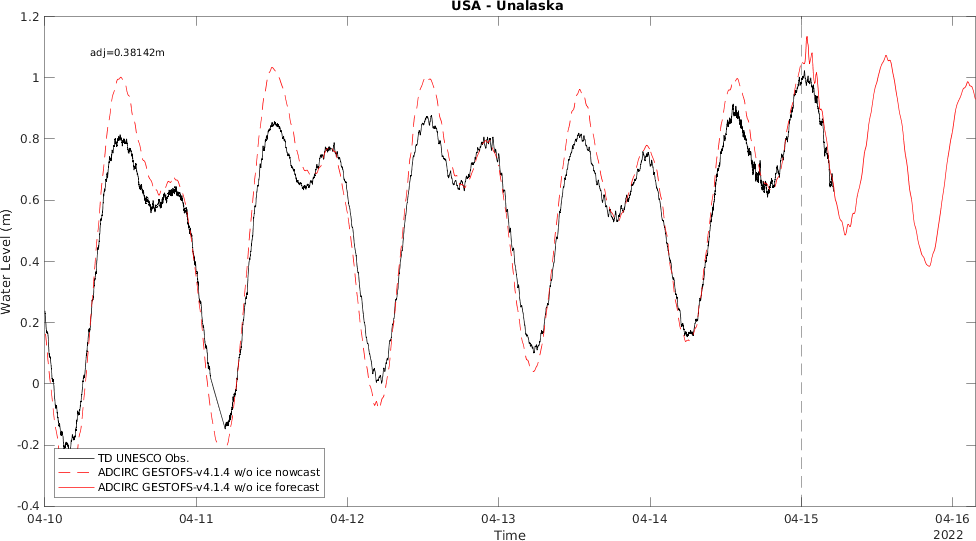 USA - Unalaska
adj=0.38142m
Water Level (m)
1.2
1
0.8
0.6
0.4
0.2
0
-0.2
-0.4
TD UNESCO Obs.
ADCIRC GESTOFS-v4.1.4 w/o ice nowcast
ADCIRC GESTOFS-v4.1.4 w/o ice forecast
04-10 04-11 04-12 04-13 04-14 04-15 04-16
Time
2022